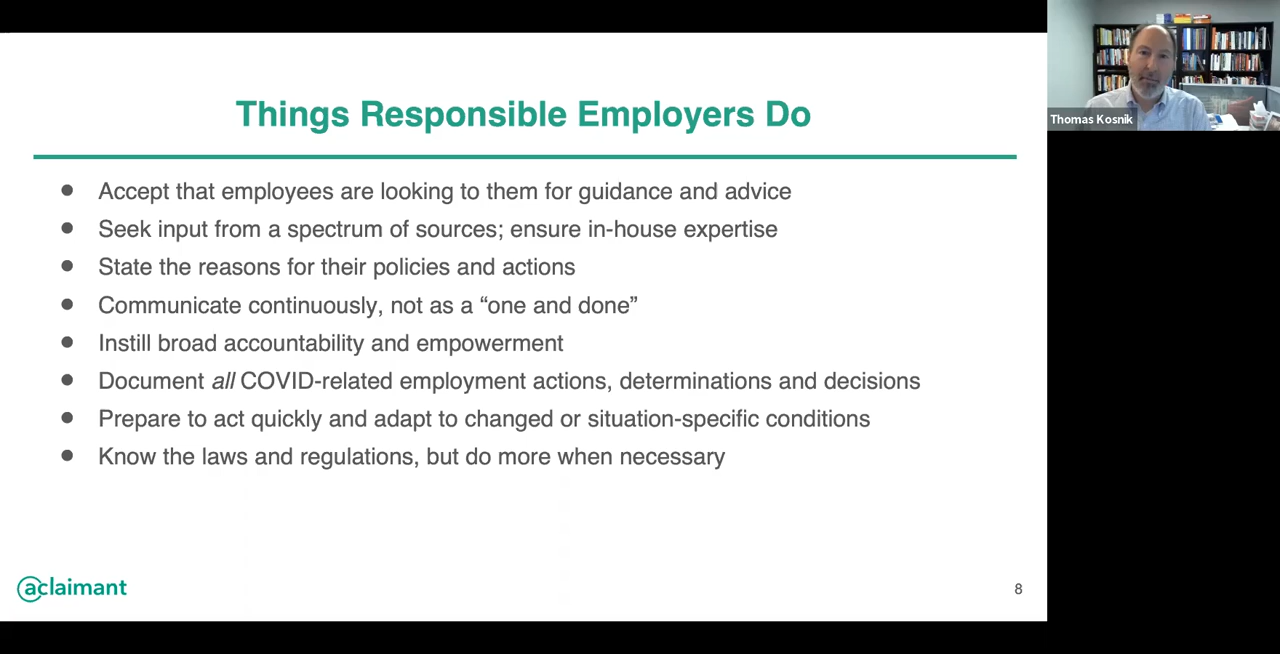 Things Responsible Employers Do
Thomas Kosnik
● Accept that employees are looking to them for guidance and advice
● Seek input from a spectrum of sources; ensure in-house expertise
● State the reasons for their policies and actions
● Communicate continuously, not as a “one and done”
● Instill broad accountability and empowerment
● Document all COVID-related employment actions, determinations and decisions
● Prepare to act quickly and adapt to changed or situation-specific conditions
● Know the laws and regulations, but do more when necessary
aclaimant
8